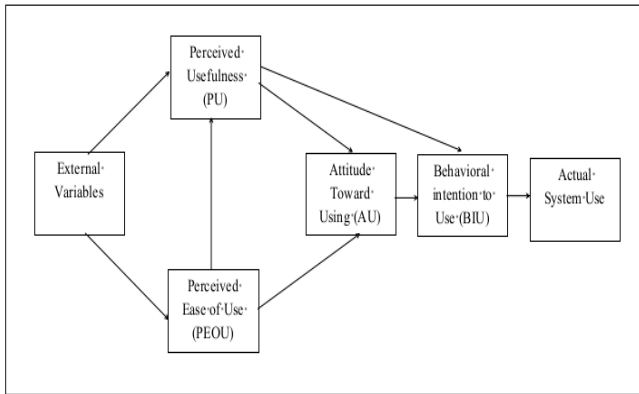 Perceived
Usefulness
(PU)
External
Variables
Attitude
Toward
Using (AU)
Behavioral
intention to
Use (BIU)
Actual
System Use
Perceived
Ease of Use
(PEOU)